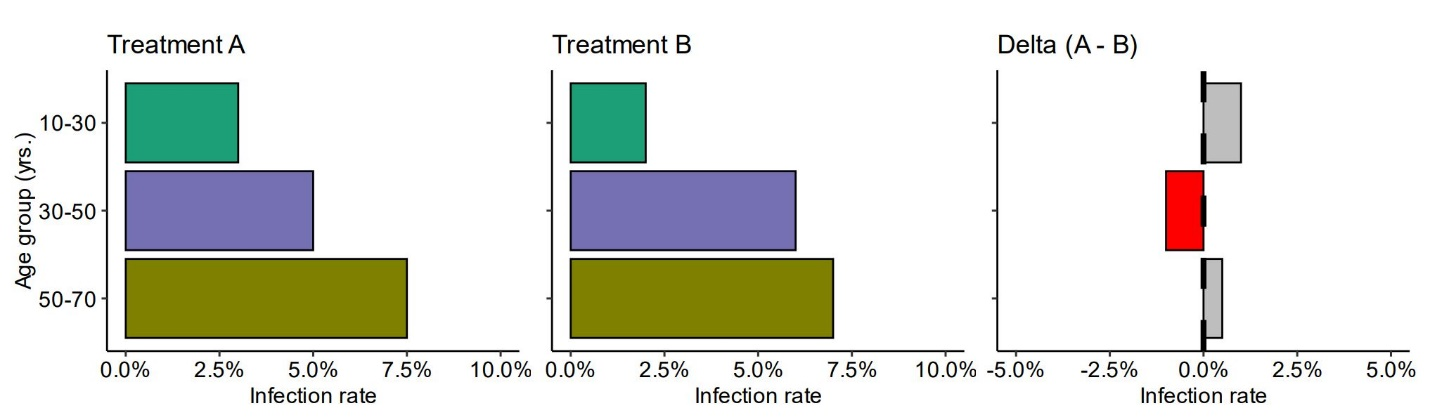 Treatment A
Treatment B
Delta (A - B)
Age group (yrs.)
10-30
30-50
50-70
0.0% 2.5% 5.0% 7.5% 10.0%
0.0% 2.5% 5.0% 7.5% 10.0%
-5.0% -2.5% 0.0% 2.5% 5.0%
Infection rate
Infection rate
Infection rate